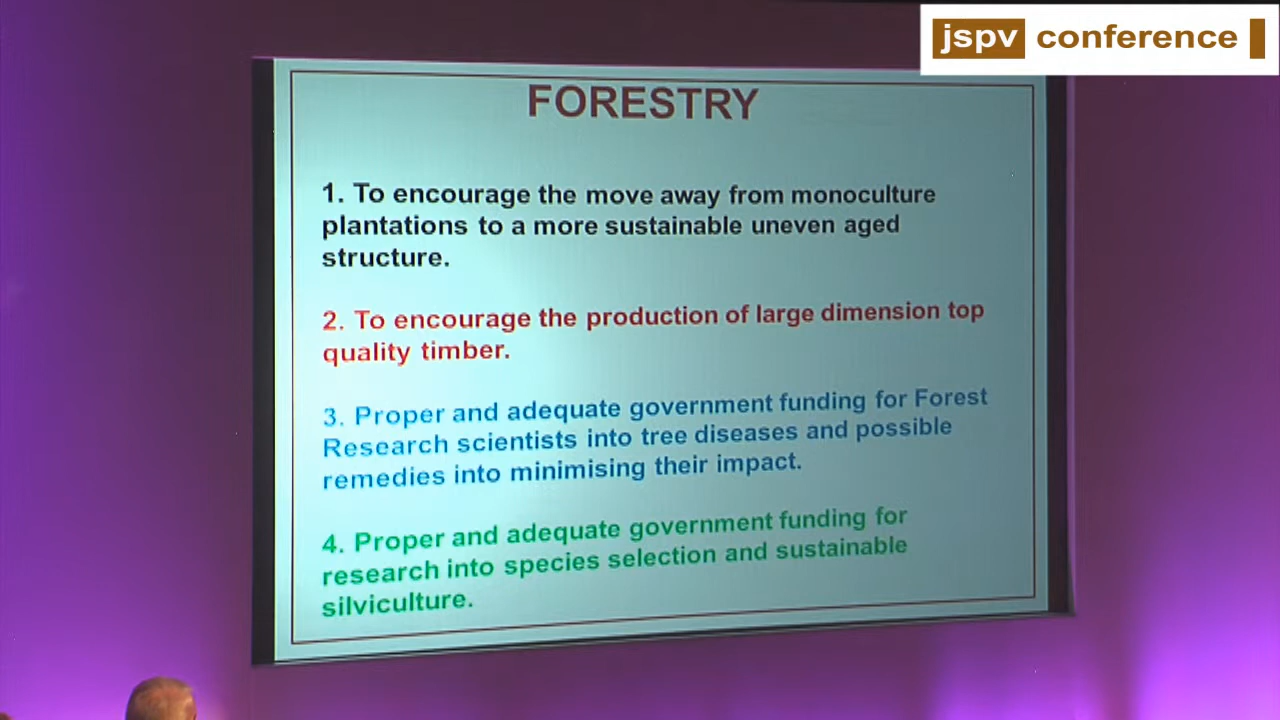 jspv conference
FORESTRY
1. To encourage the move away from monoculture
plantations to a more sustainable uneven aged
structure.
2. To encourage the production of large dimension top
quality timber.
3. Proper and adequate government funding for Forest
Research scientists into tree diseases and possible
remedies into minimising their impact.
4. Proper and adequate government funding for
research into species selection and sustainable
silviculture.